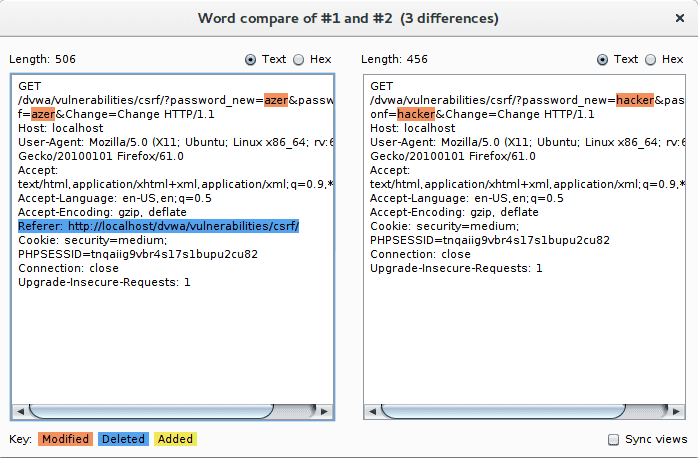 Word compare of #1 and #2 (3 differences)
Length: 506
Text
Hex
GET
/dvwa/vulnerabilities/csrf/?password_new=azer&passw
f=azer&Change=Change HTTP/1.1
Host: localhost
User-Agent: Mozilla/5.0 (X11; Ubuntu; Linux x86_64; rv:6
Gecko/20100101 Firefox/61.0
Accept:
text/html,application/xhtml+xml,application/xml;q=0.9,*
Accept-Language: en-US,en;q=0.5
Accept-Encoding: gzip, deflate
Referer: http://localhost/dvwa/vulnerabilities/csrf/
Cookie: security=medium;
PHPSESSID=tnqaiig9vbr4s17s1bupu2cu82
Connection: close
Upgrade-Insecure-Requests: 1
Length: 456
Text
Hex
GET
/dvwa/vulnerabilities/csrf/?password_new=hacker&pas
onf=hacker&Change=Change HTTP/1.1
Host: localhost
User-Agent: Mozilla/5.0 (X11; Ubuntu; Linux x86_64; rv:6
Gecko/20100101 Firefox/61.0
Accept:
text/html,application/xhtml+xml,application/xml;q=0.9,*
Accept-Language: en-US,en;q=0.5
Accept-Encoding: gzip, deflate
Cookie: security=medium;
PHPSESSID=tnqaiig9vbr4s17s1bupu2cu82
Connection: close
Upgrade-Insecure-Requests: 1
Key: Modified Deleted Added
Sync views